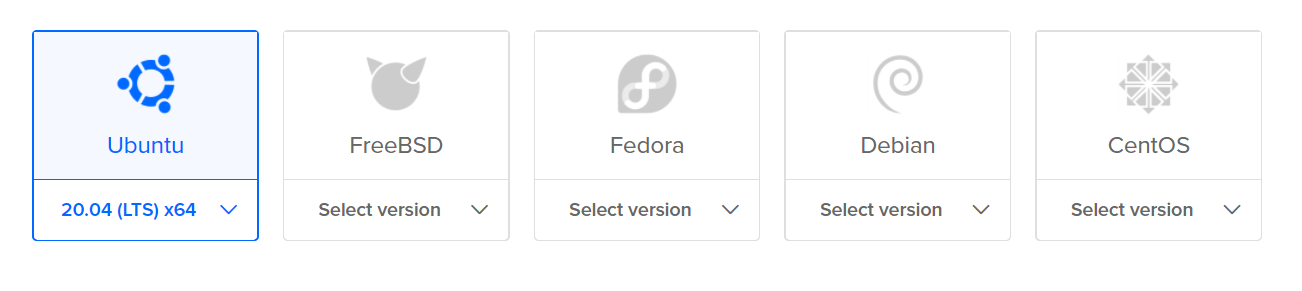 Ubuntu
FreeBSD
Fedora
Debian
CentOS
20.04 (LTS) x64
Select version
Select version
Select version
Select version